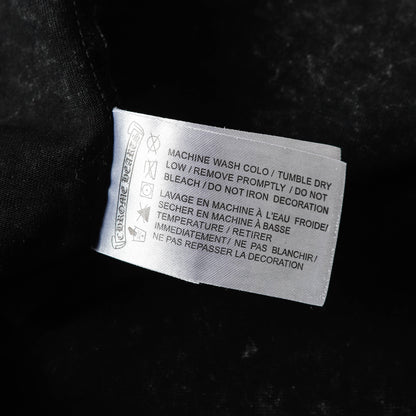 CHROME HEARTS
MACHINE WASH COLD / TUMBLE DRY
LOW / REMOVE PROMPTLY / DO NOT
BLEACH / DO NOT IRON DECORATION
LAVAGE EN MACHINE À L'EAU FROIDE/
SECHER EN MACHINE À BASSE
TEMPERATURE / RETIRER
IMMEDIATEMENT / NE PAS BLANCHIR/
NE PAS REPASSER LA DECORATION